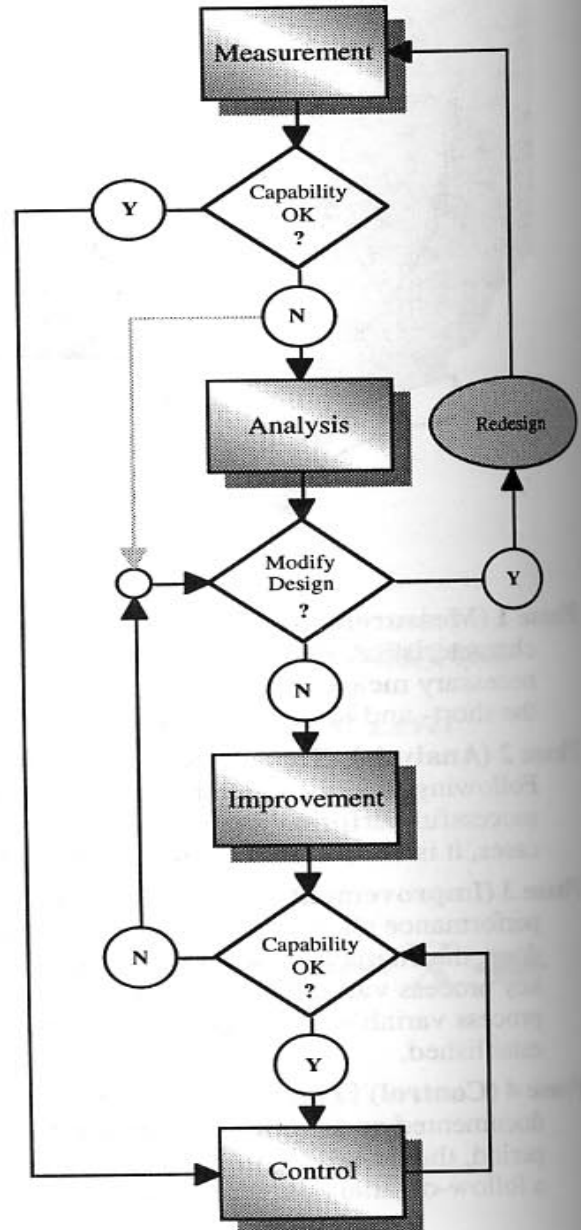 Measurement
Capability
OK
?
Y
N
Analysis
Redesign
Modify
Design
?
Y
N
Improvement
Capability
OK
?
N
Y
Control